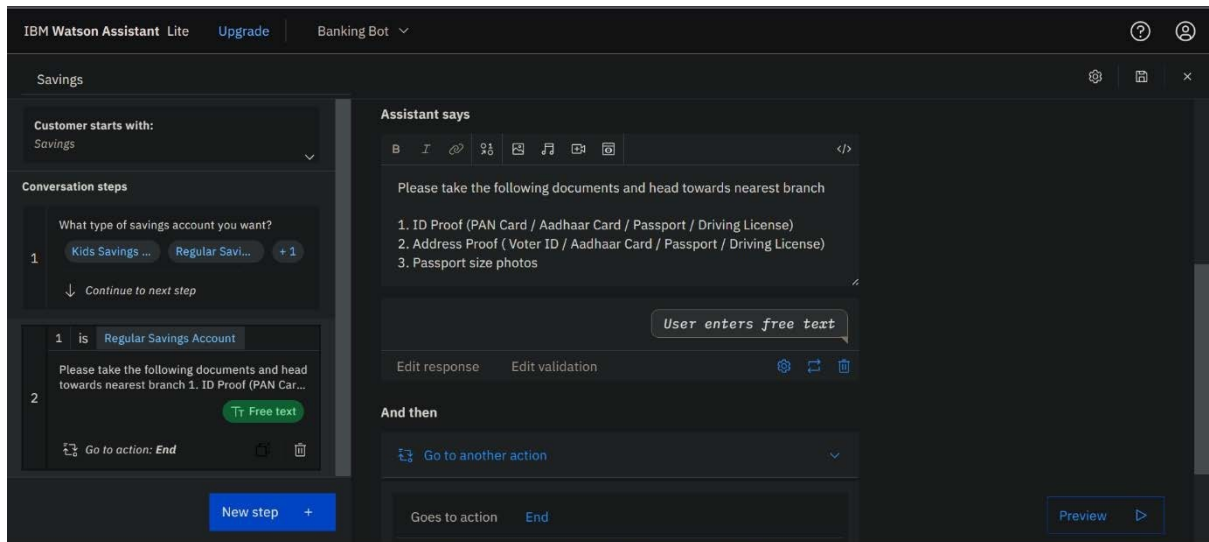 IBM Watson Assistant Lite Upgrade Banking Bot
Savings
Customer starts with:
Savings
Conversation steps
1
What type of savings account you want?
Kids Savings ... Regular Savi... + 1
Continue to next step
2
1 is Regular Savings Account
Please take the following documents and head
towards nearest branch 1. ID Proof (PAN Car...
Free text
Go to action: End
New step +
Assistant says
B I </>
Please take the following documents and head towards nearest branch
1. ID Proof (PAN Card / Aadhaar Card / Passport / Driving License)
2. Address Proof ( Voter ID / Aadhaar Card / Passport / Driving License)
3. Passport size photos
User enters free text
Edit response Edit validation
And then
Go to another action
Goes to action End
Preview